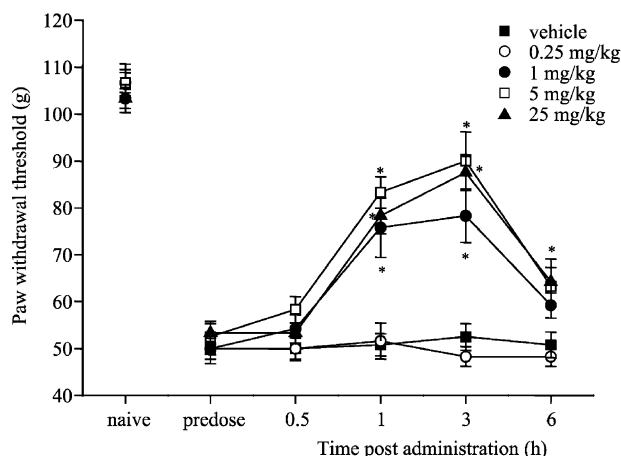 120
110
100
90
80
70
60
50
40
Paw withdrawal threshold (g)
vehicle
0.25 mg/kg
1 mg/kg
5 mg/kg
25 mg/kg
*
*
*
*
*
*
*
naive predose 0.5 1 3 6
Time post administration (h)